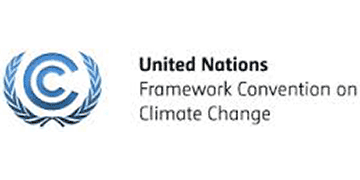 United Nations
Framework Convention on
Climate Change